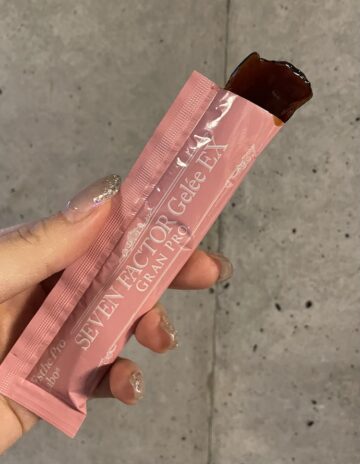 SEVEN FACTOR Gelée EX
GRAN PRO